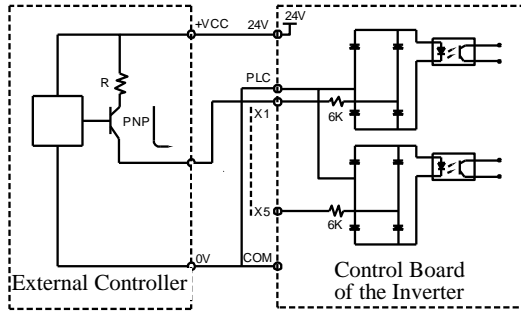 +VCC
24V
24V
R
PLC
PNP
X1
6K
X5
6K
0V
COM
External Controller
Control Board
of the Inverter